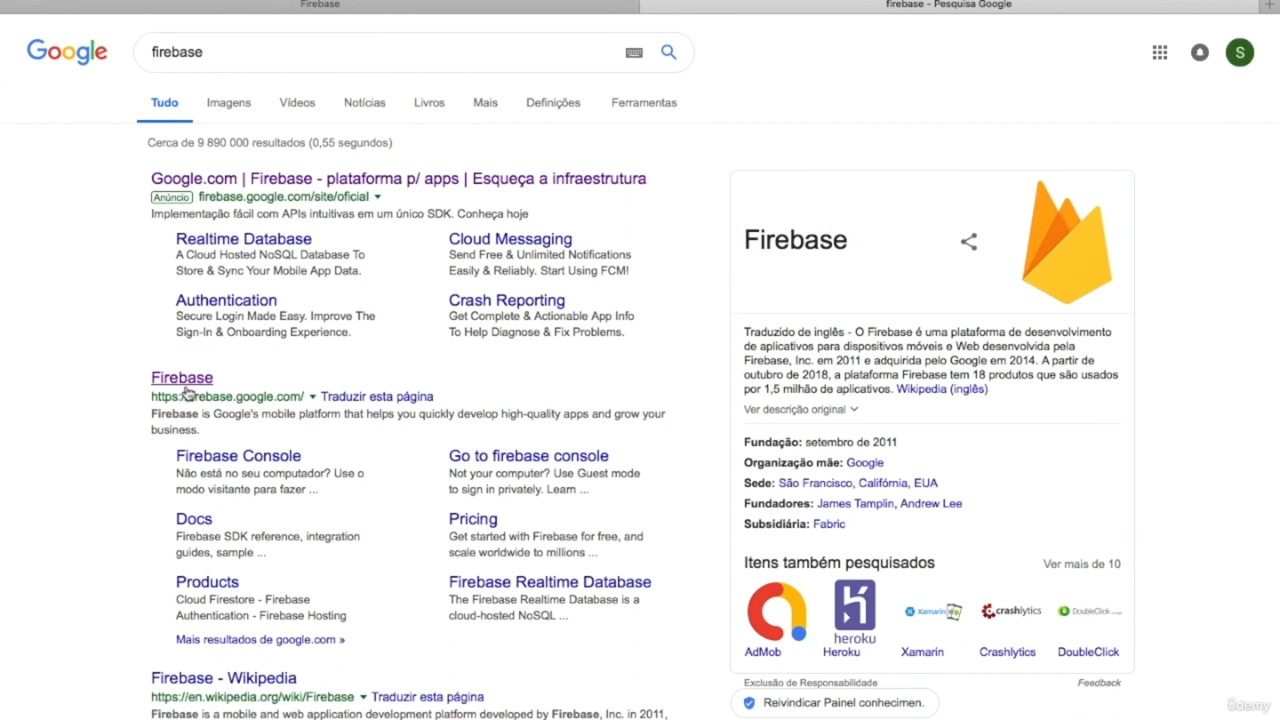 Firebase
firebase - Pesquisa Google
Google
firebase
S
Tudo
Imagens
Vídeos
Notícias
Livros
Mais
Definições
Ferramentas
Cerca de 9 890 000 resultados (0,55 segundos)
Google.com | Firebase - plataforma p/ apps | Esqueça a infraestrutura
Anúncio firebase.google.com/site/oficial
Implementação fácil com APIs intuitivas em um único SDK. Conheça hoje
Realtime Database
A Cloud Hosted NoSQL Database To
Store & Sync Your Mobile App Data.
Cloud Messaging
Send Free & Unlimited Notifications
Easily & Reliably. Start Using FCM!
Authentication
Secure Login Made Easy. Improve The
Sign-In & Onboarding Experience.
Crash Reporting
Get Complete & Actionable App Info
To Help Diagnose & Fix Problems.
Firebase
https://firebase.google.com/ Traduzir esta página
Firebase is Google's mobile platform that helps you quickly develop high-quality apps and grow your
business.
Firebase Console
Não está no seu computador? Use o
modo visitante para fazer ...
Go to firebase console
Not your computer? Use Guest mode
to sign in privately. Learn ...
Docs
Firebase SDK reference, integration
guides, sample ...
Pricing
Get started with Firebase for free, and
scale worldwide to millions ...
Products
Cloud Firestore - Firebase
Authentication - Firebase Hosting
Firebase Realtime Database
The Firebase Realtime Database is a
cloud-hosted NoSQL ...
Mais resultados de google.com »
Firebase - Wikipedia
https://en.wikipedia.org/wiki/Firebase Traduzir esta página
Firebase is a mobile and web application development platform developed by Firebase, Inc. in 2011,
Firebase
Traduzido de inglês - O Firebase é uma plataforma de desenvolvimento
de aplicativos para dispositivos móveis e Web desenvolvida pela
Firebase, Inc. em 2011 e adquirida pelo Google em 2014. A partir de
outubro de 2018, a plataforma Firebase tem 18 produtos que são usados
por 1,5 milhão de aplicativos. Wikipedia (inglês)
Ver descrição original
Fundação: setembro de 2011
Organização mãe: Google
Sede: São Francisco, Califórnia, EUA
Fundadores: James Tamplin, Andrew Lee
Subsidiária: Fabric
Itens também pesquisados
Ver mais de 10
heroku
Xamarin
crashlytics
DoubleClick
AdMob
Heroku
Xamarin
Crashlytics
DoubleClick
Exclusão de Responsabilidade
Feedback
Reivindicar Painel conhecimen.
Udemy